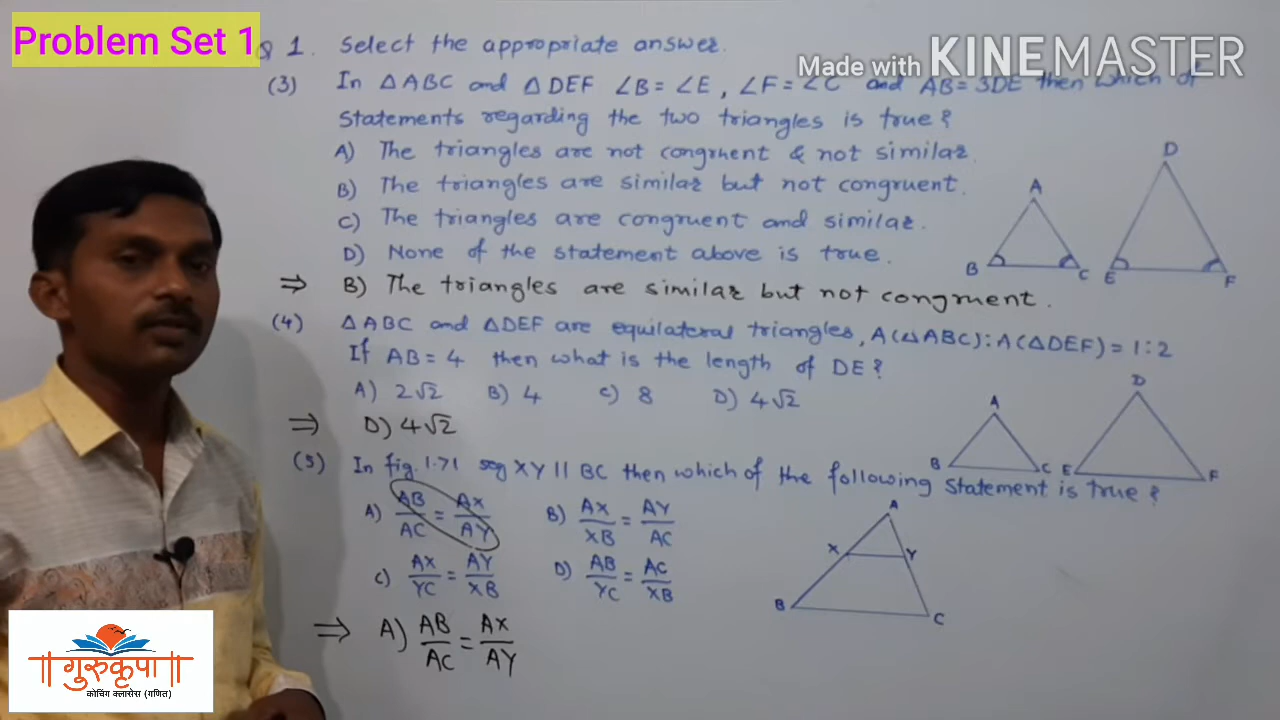 Problem Set 1
Made with KINEMASTER
Q 1. Select the appropriate answer.
(3) In △ABC and △DEF ∠B = ∠E, ∠F = ∠C and AB = 3DE then which of
statements regarding the two triangles is true?
A) The triangles are not congruent & not similar.
B) The triangles are similar but not congruent.
C) The triangles are congruent and similar.
D) None of the statement above is true.
A
B
C
D
E
F
⇒ B) The triangles are similar but not congruent.
(4) △ABC and △DEF are equilateral triangles, A(△ABC):A(△DEF) = 1:2
If AB = 4 then what is the length of DE?
A) 2√2 B) 4 C) 8 D) 4√2
A
B
C
D
E
F
⇒ D) 4√2
(5) In fig. 1.71 seg XY || BC then which of the following statement is true?
A) AB/AC = AX/AY B) AX/XB = AY/AC
C) AX/YC = AY/XB D) AB/YC = AC/XB
A
X
Y
B
C
⇒ A) AB/AC = AX/AY
॥गुरुकृपा॥
कोचिंग क्लासेस (गणित)